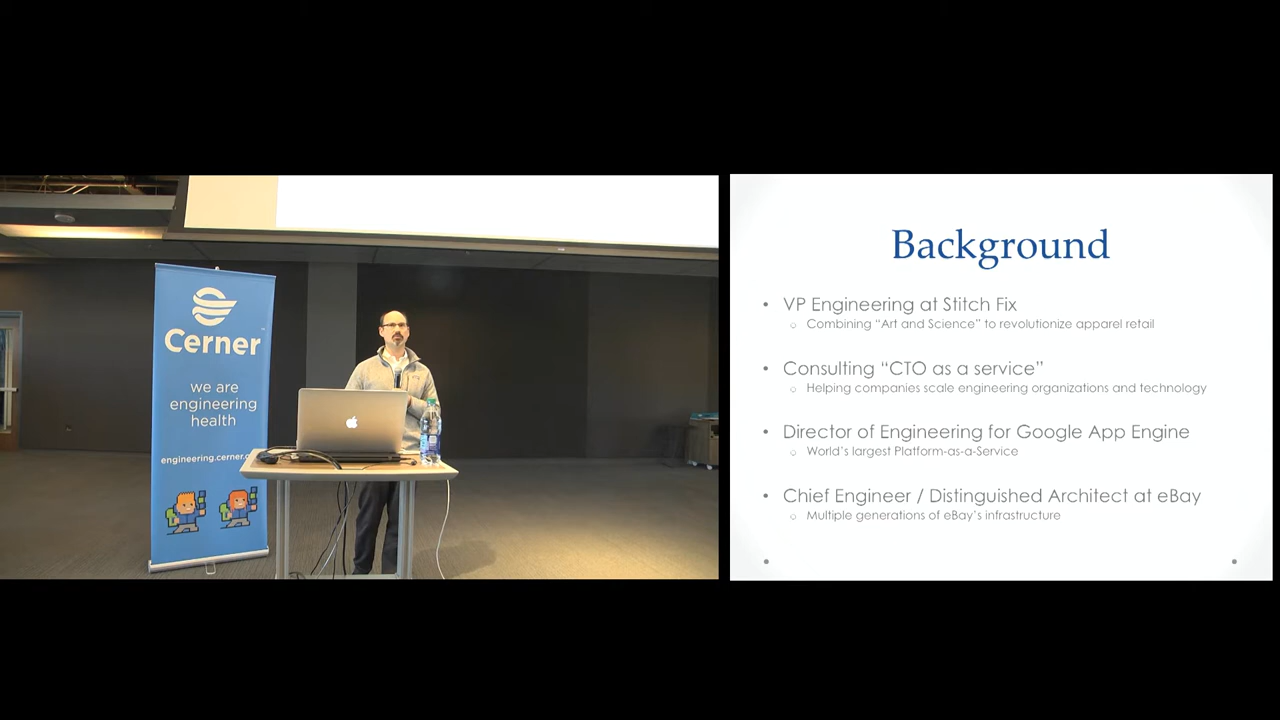 Cerner
we are
engineering
health
engineering.cerner.c
Background
• VP Engineering at Stitch Fix
○ Combining “Art and Science” to revolutionize apparel retail
• Consulting “CTO as a service”
○ Helping companies scale engineering organizations and technology
• Director of Engineering for Google App Engine
○ World’s largest Platform-as-a-Service
• Chief Engineer / Distinguished Architect at eBay
○ Multiple generations of eBay’s infrastructure